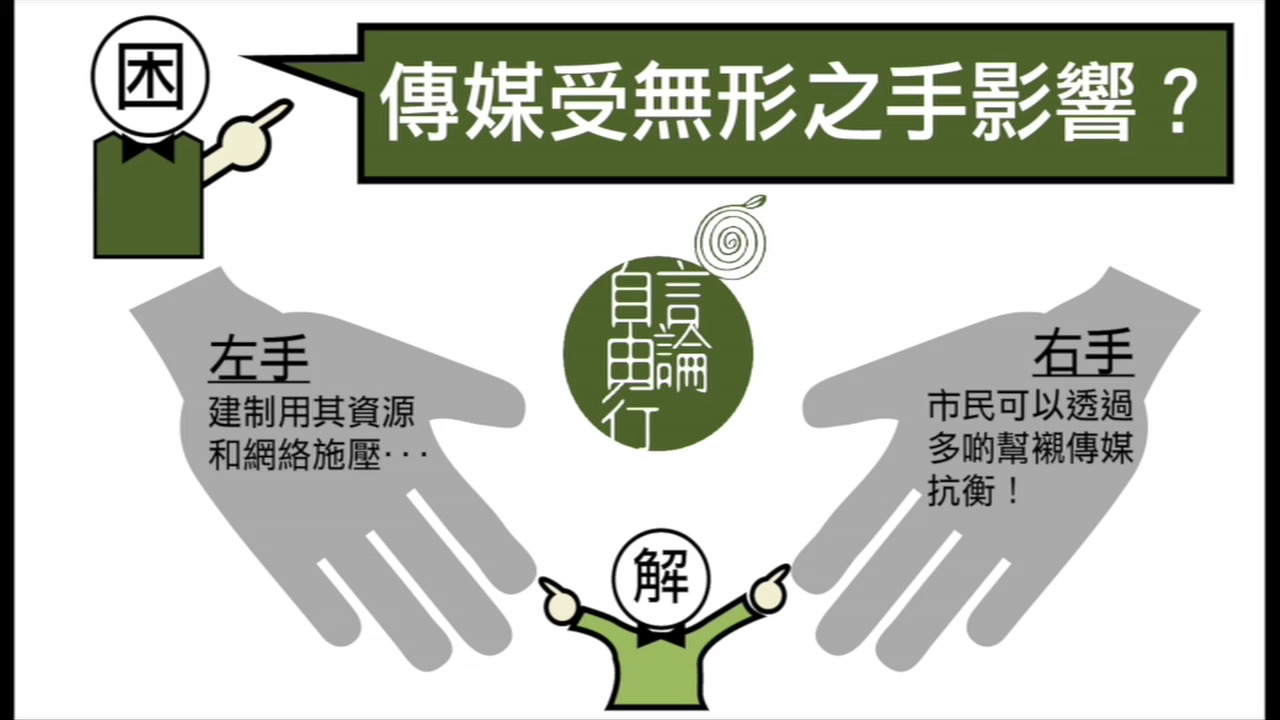 困
傳媒受無形之手影響？
言論
自由行
左手
建制用其資源
和網絡施壓···
右手
市民可以透過
多啲幫襯傳媒
抗衡！
解